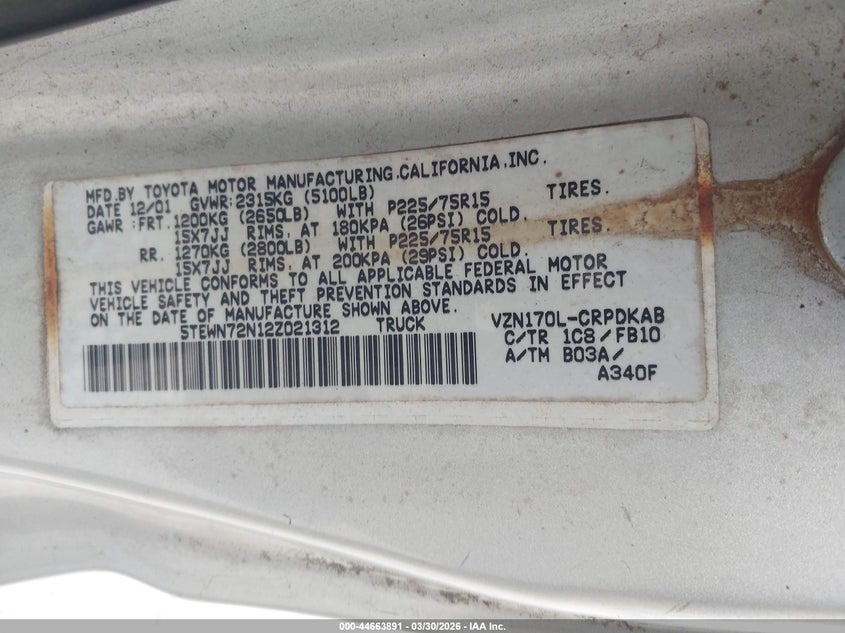 MFD.BY TOYOTA MOTOR MANUFACTURING,CALIFORNIA,INC.
DATE 12/01 GVWR:2315KG (5100LB)
GAWR :FRT. 1200KG (2650LB) WITH P225/75R15 TIRES.
15X7JJ RIMS, AT 180KPA (26PSI) COLD.
RR. 1270KG (2800LB) WITH P225/75R15 TIRES.
15X7JJ RIMS, AT 200KPA (29PSI) COLD.
THIS VEHICLE CONFORMS TO ALL APPLICABLE FEDERAL MOTOR
VEHICLE SAFETY AND THEFT PREVENTION STANDARDS IN EFFECT
ON THE DATE OF MANUFACTURE SHOWN ABOVE.
5TEWN72N12Z021312 TRUCK
VZN170L-CRPDKAB
C/TR 1C8/FB10
A/TM B03A/
A340F
000-44663891 - 03/30/2026 - IAA Inc.